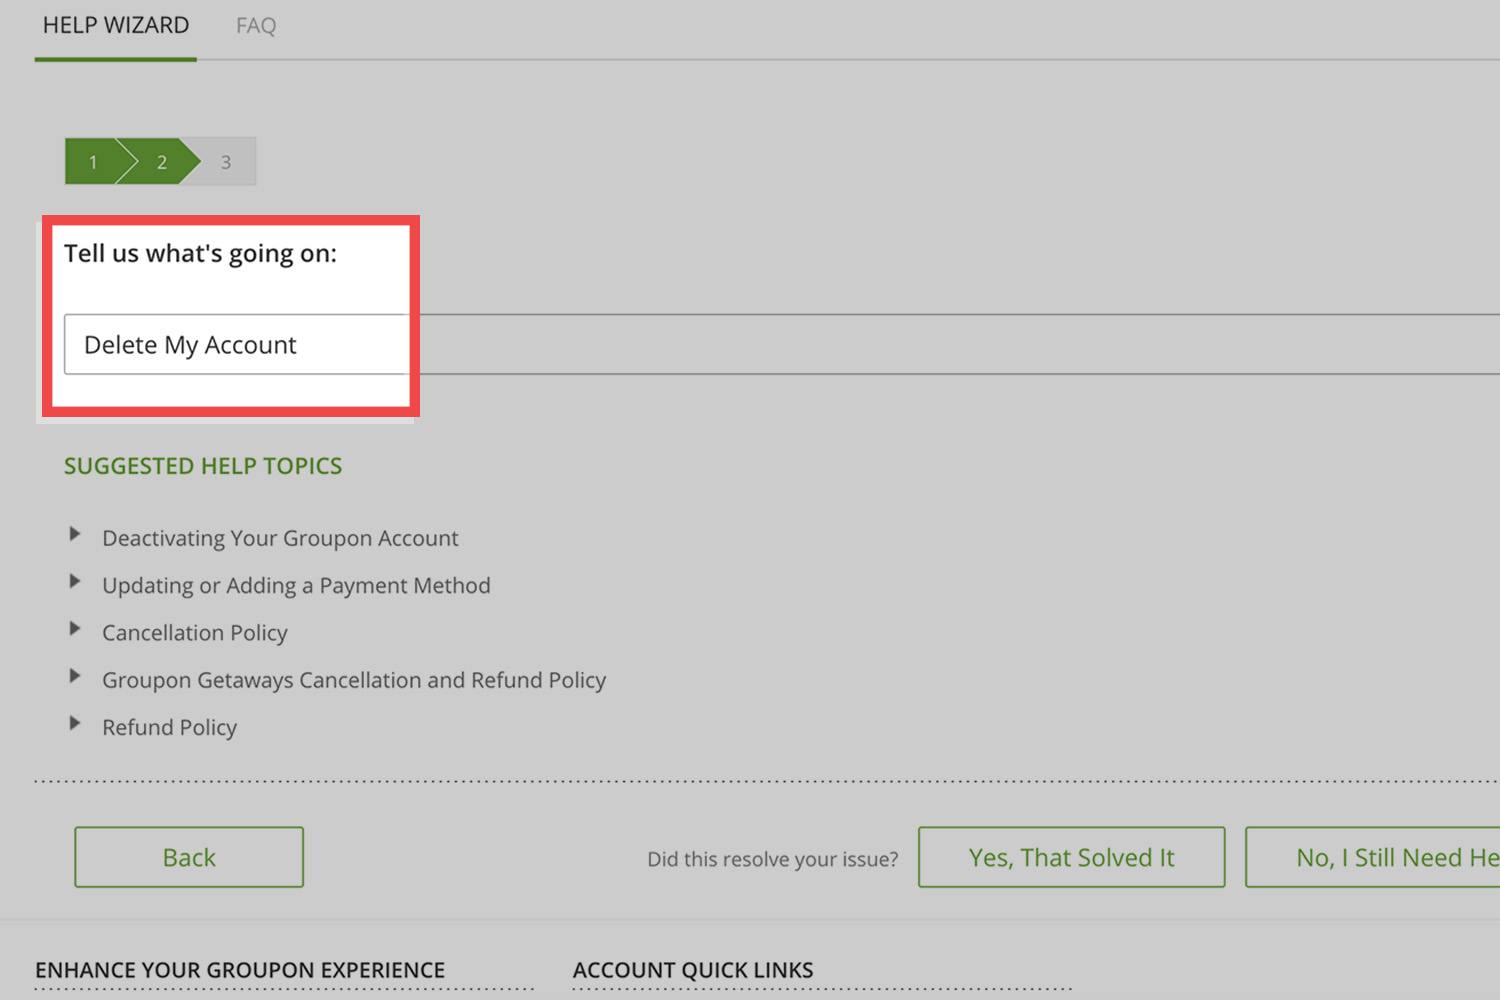 HELP WIZARD FAQ
1 2 3
Tell us what's going on:
Delete My Account
SUGGESTED HELP TOPICS
Deactivating Your Groupon Account
Updating or Adding a Payment Method
Cancellation Policy
Groupon Getaways Cancellation and Refund Policy
Refund Policy
Back Did this resolve your issue? Yes, That Solved It No, I Still Need He
ENHANCE YOUR GROUPON EXPERIENCE ACCOUNT QUICK LINKS